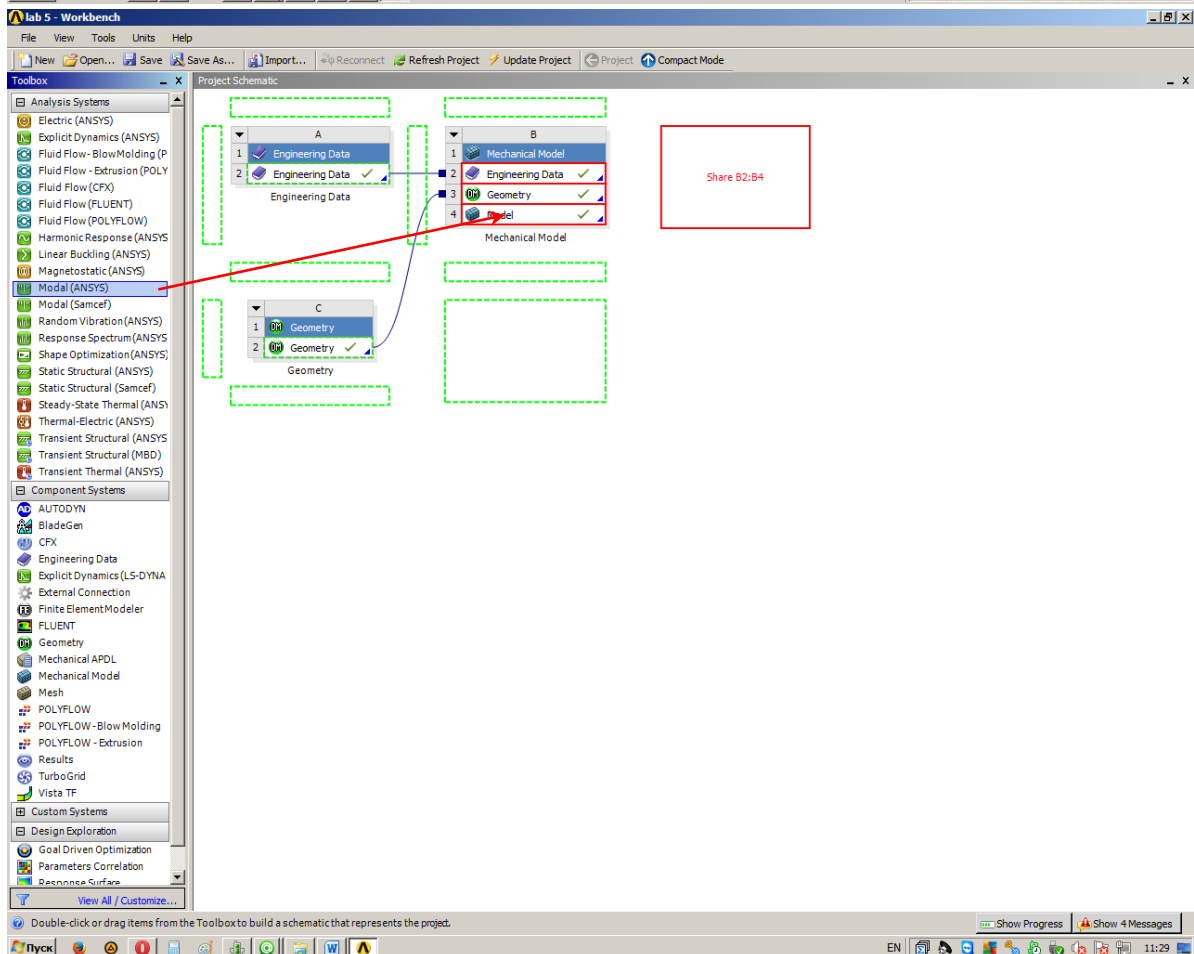 lab 5 - Workbench
File View Tools Units Help
New Open... Save Save As... Import... Reconnect Refresh Project Update Project Project Compact Mode
Toolbox
Project Schematic
Analysis Systems
Electric (ANSYS)
Explicit Dynamics (ANSYS)
Fluid Flow- BlowMolding (P
Fluid Flow - Extrusion (POLY
Fluid Flow (CFX)
Fluid Flow (FLUENT)
Fluid Flow (POLYFLOW)
Harmonic Response (ANSYS
Linear Buckling (ANSYS)
Magnetostatic (ANSYS)
Modal (ANSYS)
Modal (Samcef)
Random Vibration (ANSYS)
Response Spectrum (ANSYS
Shape Optimization (ANSYS)
Static Structural (ANSYS)
Static Structural (Samcef)
Steady-State Thermal (ANSY
Thermal-Electric (ANSYS)
Transient Structural (ANSYS
Transient Structural (MBD)
Transient Thermal (ANSYS)
Component Systems
AUTODYN
BladeGen
CFX
Engineering Data
Explicit Dynamics (LS-DYNA
External Connection
Finite Element Modeler
FLUENT
Geometry
Mechanical APDL
Mechanical Model
Mesh
POLYFLOW
POLYFLOW - Blow Molding
POLYFLOW - Extrusion
Results
TurboGrid
Vista TF
Custom Systems
Design Exploration
Goal Driven Optimization
Parameters Correlation
Response Surface
View All / Customize...
A
1 Engineering Data
2 Engineering Data
Engineering Data
B
1 Mechanical Model
2 Engineering Data
3 Geometry
4 Model
Mechanical Model
C
1 Geometry
2 Geometry
Geometry
Share B2:B4
Double-click or drag items from the Toolbox to build a schematic that represents the project.
Show Progress
Show 4 Messages
Пуск
EN
11:29